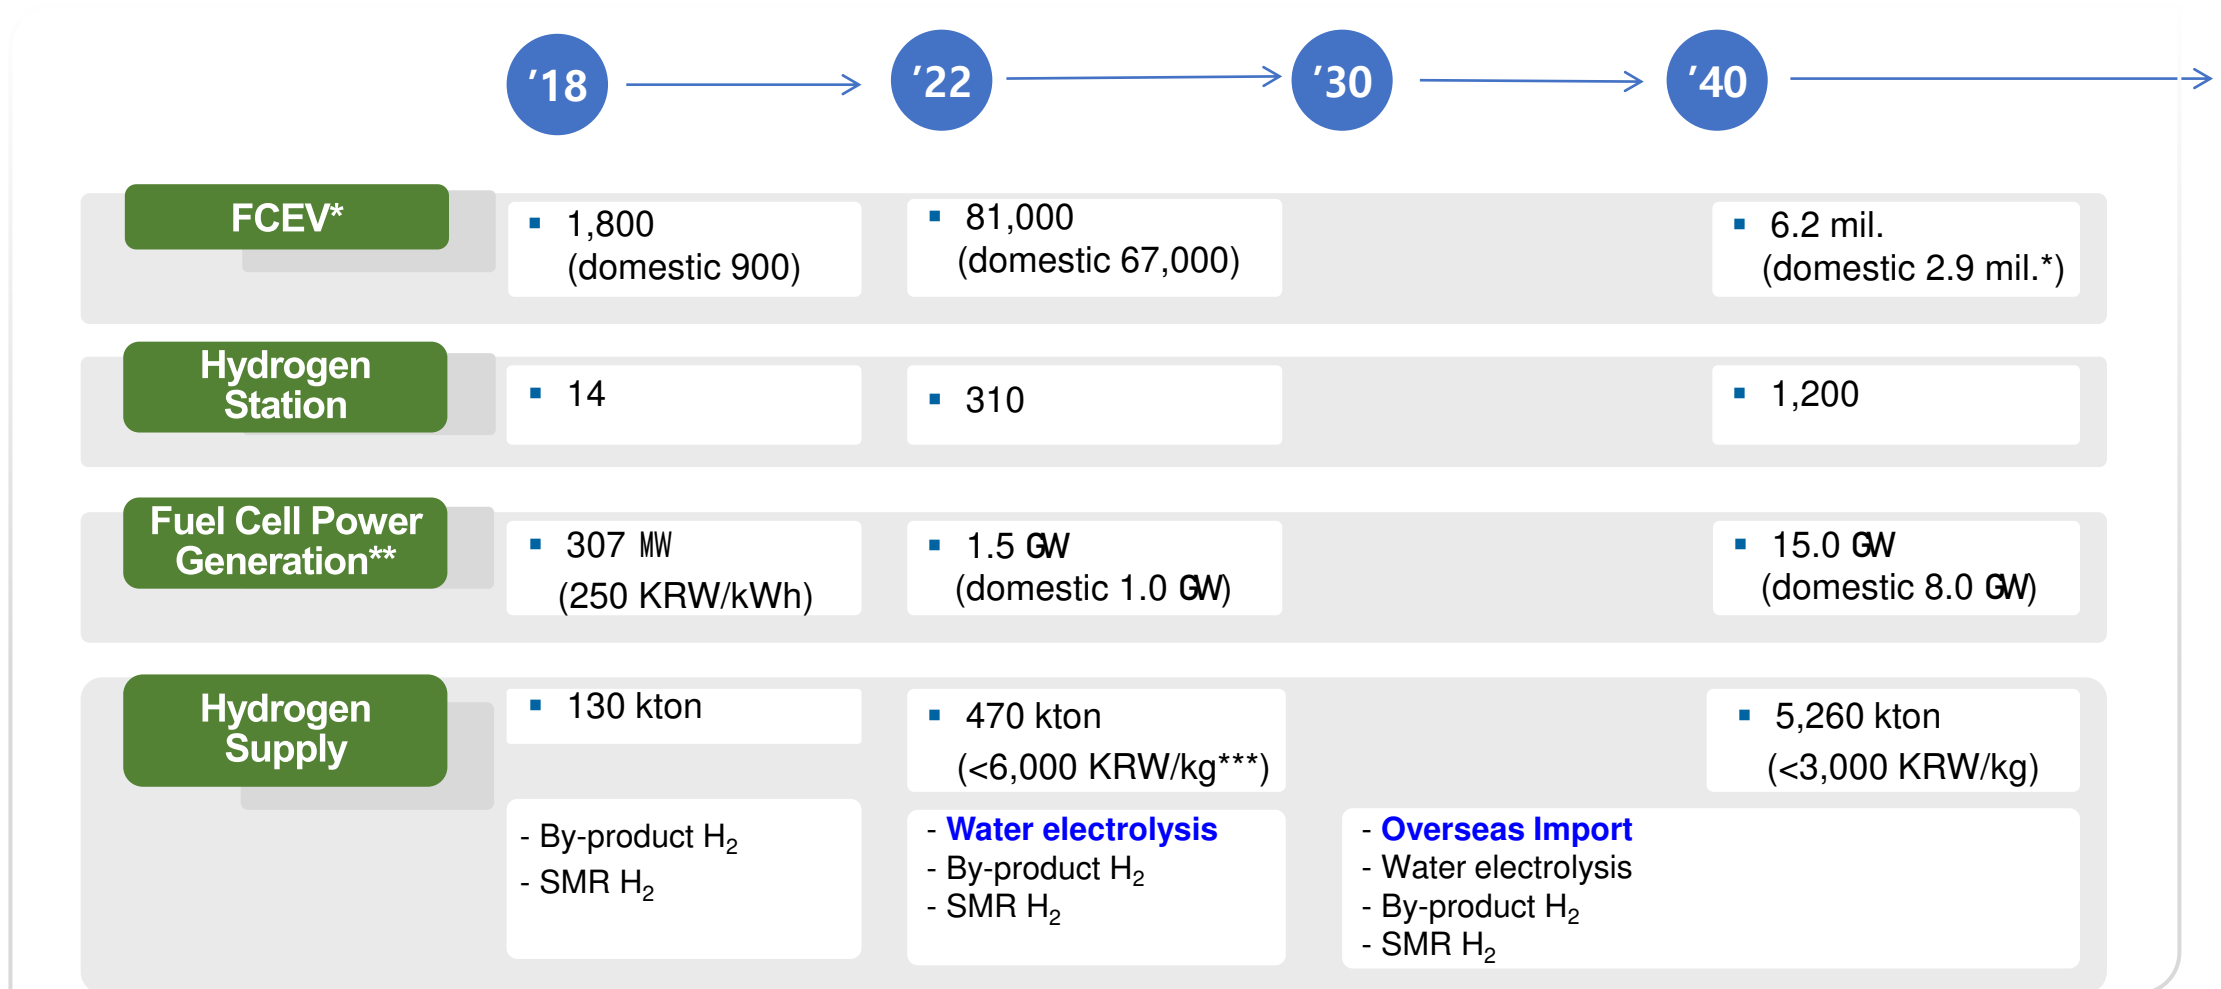 ’18
’22
’30
’40
FCEV*
▪ 1,800
(domestic 900)
▪ 81,000
(domestic 67,000)
▪ 6.2 mil.
(domestic 2.9 mil.*)
Hydrogen
Station
▪ 14
▪ 310
▪ 1,200
Fuel Cell Power
Generation**
▪ 307 ㎿
(250 KRW/kWh)
▪ 1.5 GW
(domestic 1.0 GW)
▪ 15.0 GW
(domestic 8.0 GW)
Hydrogen
Supply
▪ 130 kton
▪ 470 kton
(<6,000 KRW/kg***)
▪ 5,260 kton
(<3,000 KRW/kg)
- By-product H₂
- SMR H₂
- Water electrolysis
- By-product H₂
- SMR H₂
- Overseas Import
- Water electrolysis
- By-product H₂
- SMR H₂